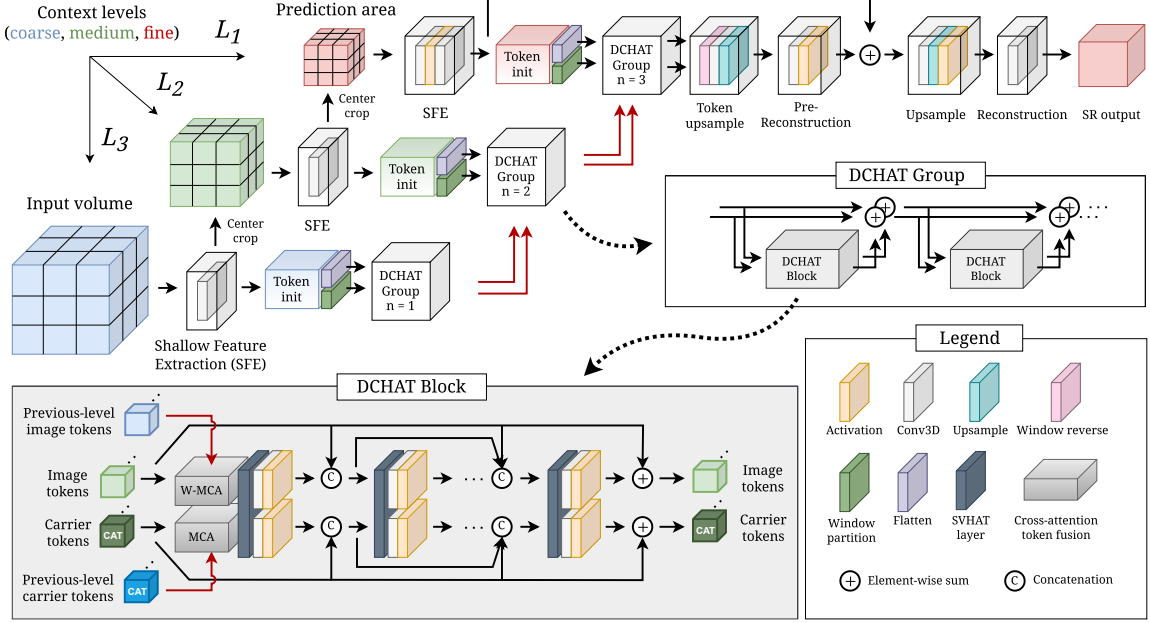 Context levels
(coarse, medium, fine)
L1
L2
L3
Prediction area
SFE
Token
init
DCHAT
Group
n = 3
Token
upsample
Pre-
Reconstruction
Upsample
Reconstruction
SR output
Center
crop
SFE
Token
init
DCHAT
Group
n = 2
Input volume
Center
crop
Shallow Feature
Extraction (SFE)
Token
init
DCHAT
Group
n = 1
DCHAT Group
DCHAT
Block
DCHAT
Block
DCHAT Block
Previous-level
image tokens
Image
tokens
Carrier
tokens
CAT
Previous-level
carrier tokens
CAT
W-MCA
MCA
C
C
C
C
Image
tokens
Carrier
tokens
CAT
Legend
Activation
Conv3D
Upsample
Window reverse
Window
partition
Flatten
SVHAT
layer
Cross-attention
token fusion
Element-wise sum
C
Concatenation